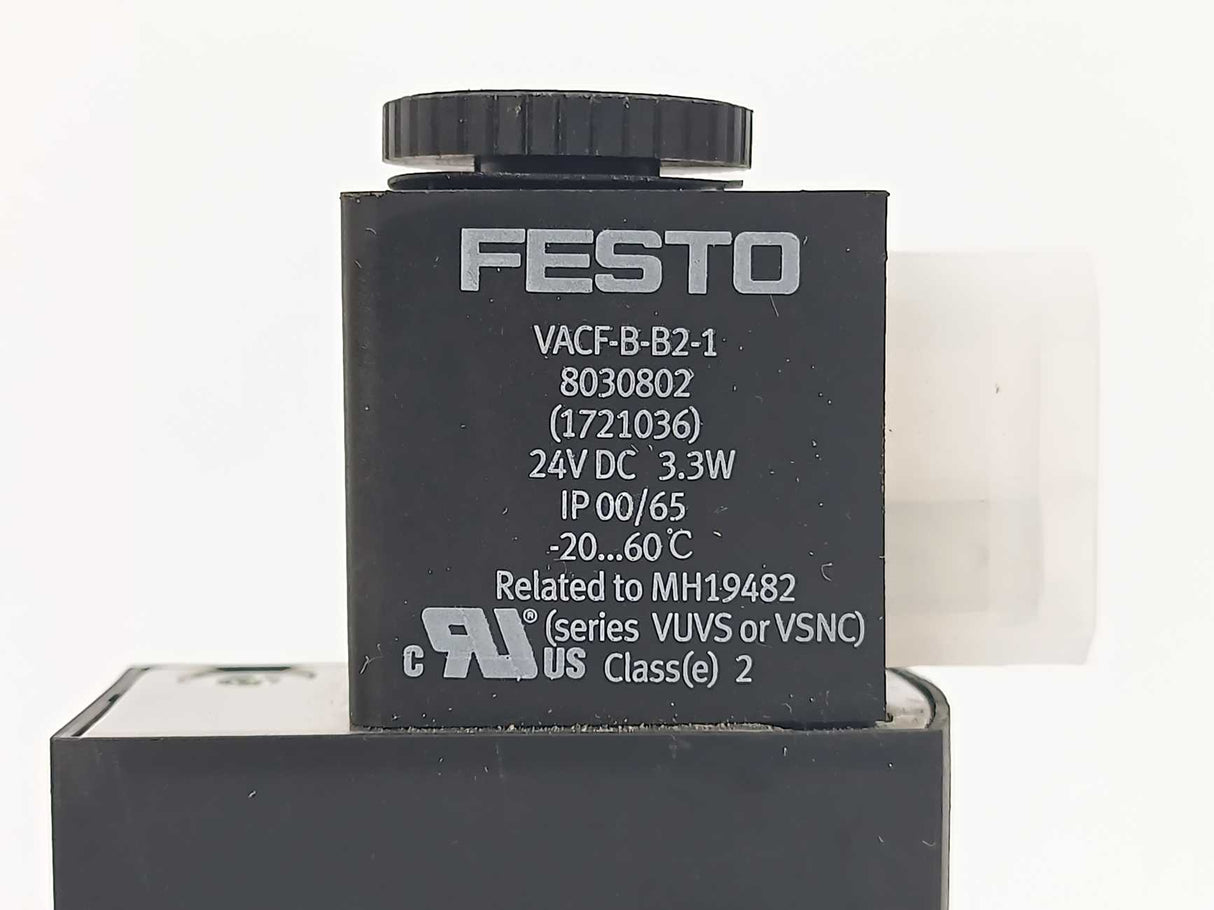 FESTO
VACF-B-B2-1
8030802
(1721036)
24V DC 3.3W
IP 00/65
-20...60°C
Related to MH19482
(series VUVS or VSNC)
c RU® US Class(e) 2